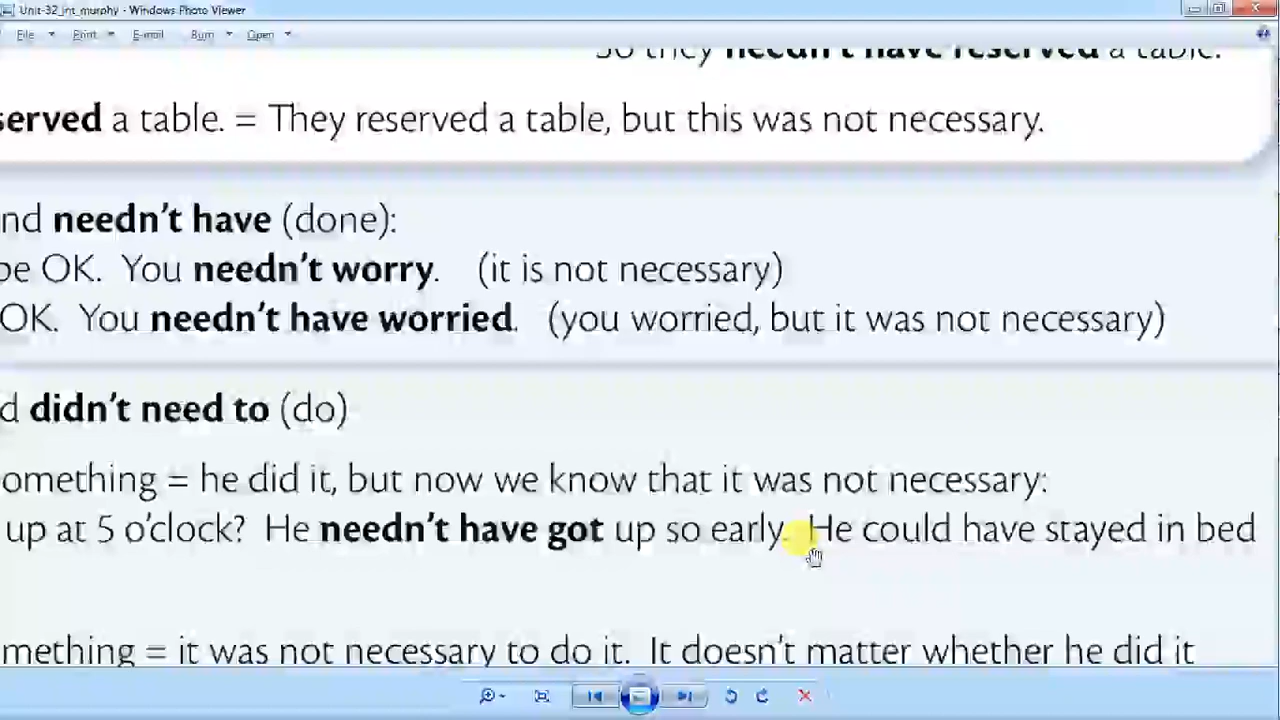 Unit-32_int_murphy - Windows Photo Viewer
File Print E-mail Burn Open
So they needn't have reserved a table.
served a table. = They reserved a table, but this was not necessary.
nd needn't have (done):
be OK. You needn't worry. (it is not necessary)
OK. You needn't have worried. (you worried, but it was not necessary)
d didn't need to (do)
omething = he did it, but now we know that it was not necessary:
up at 5 o'clock? He needn't have got up so early. He could have stayed in bed
mething = it was not necessary to do it. It doesn't matter whether he did it